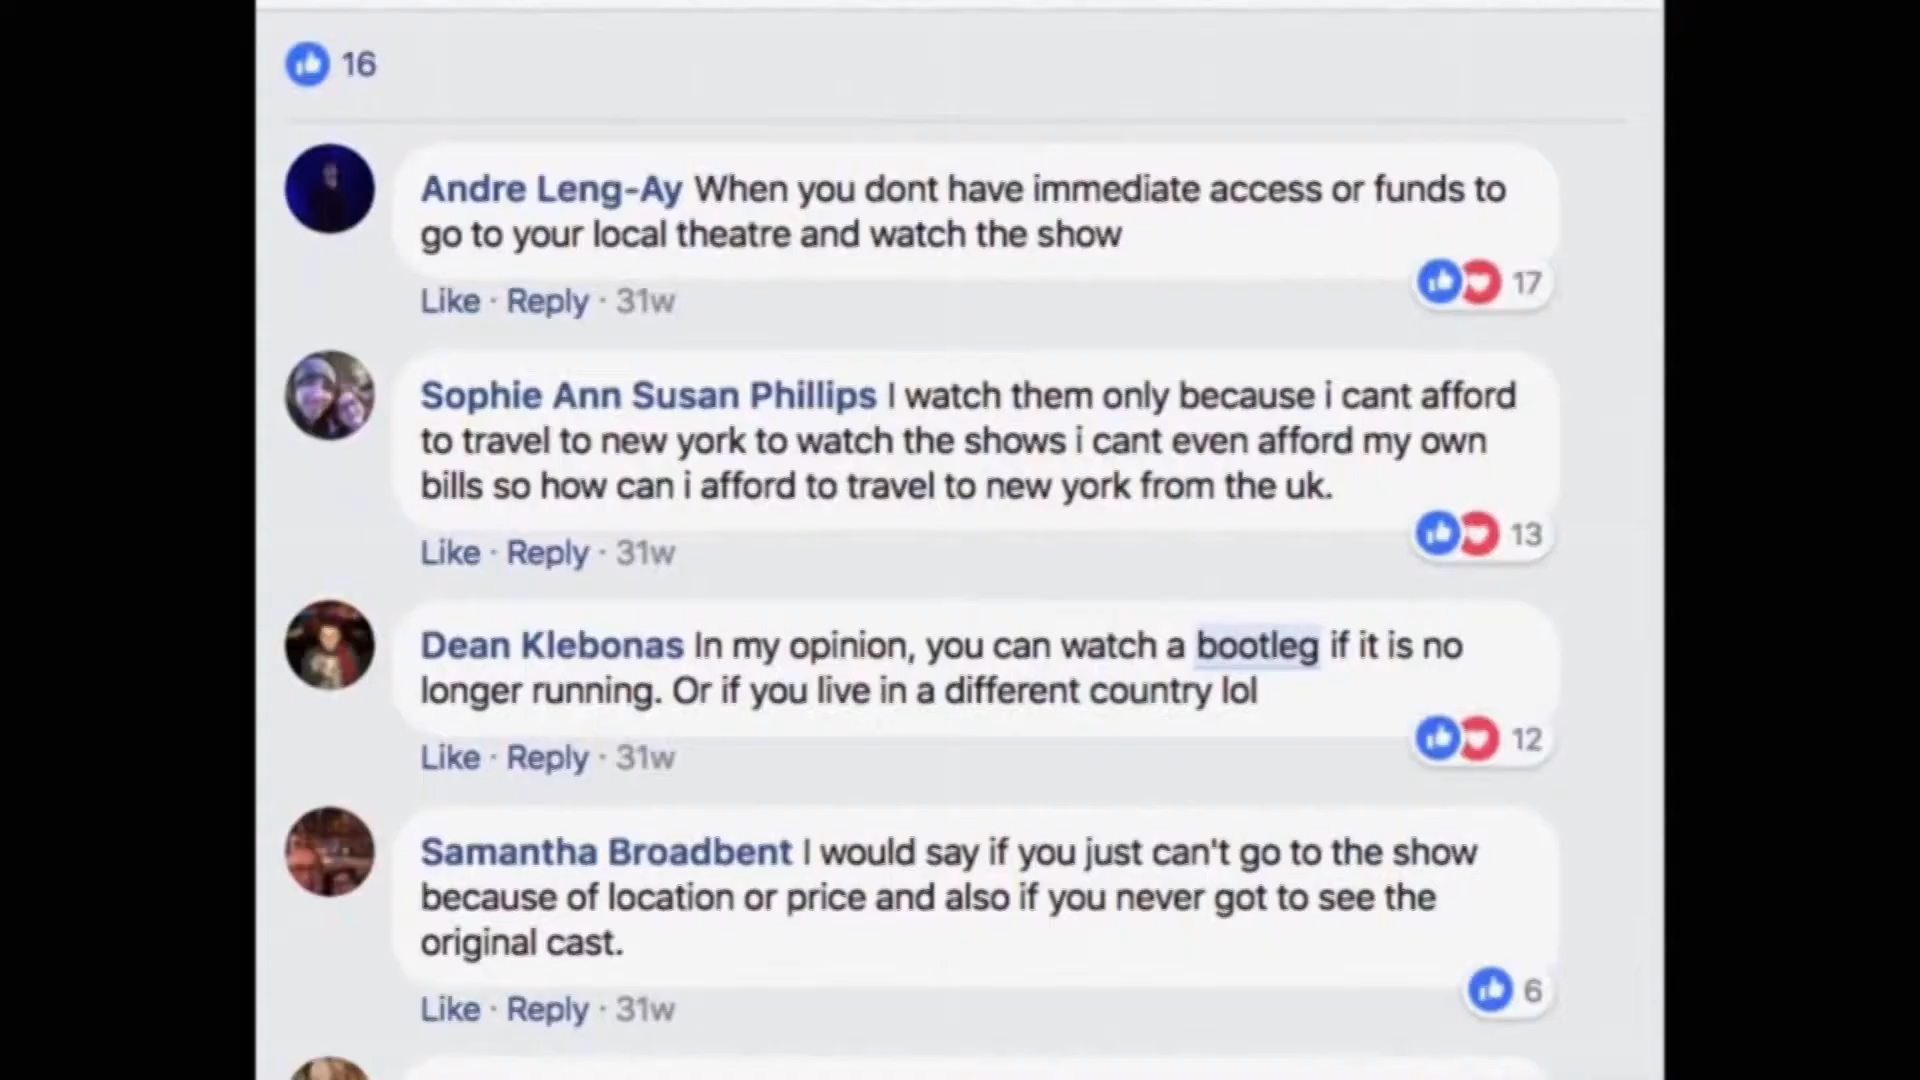 16
Andre Leng-Ay When you dont have immediate access or funds to
go to your local theatre and watch the show
17
Like · Reply · 31w
Sophie Ann Susan Phillips I watch them only because i cant afford
to travel to new york to watch the shows i cant even afford my own
bills so how can i afford to travel to new york from the uk.
13
Like · Reply · 31w
Dean Klebonas In my opinion, you can watch a bootleg if it is no
longer running. Or if you live in a different country lol
12
Like · Reply · 31w
Samantha Broadbent I would say if you just can't go to the show
because of location or price and also if you never got to see the
original cast.
6
Like · Reply · 31w